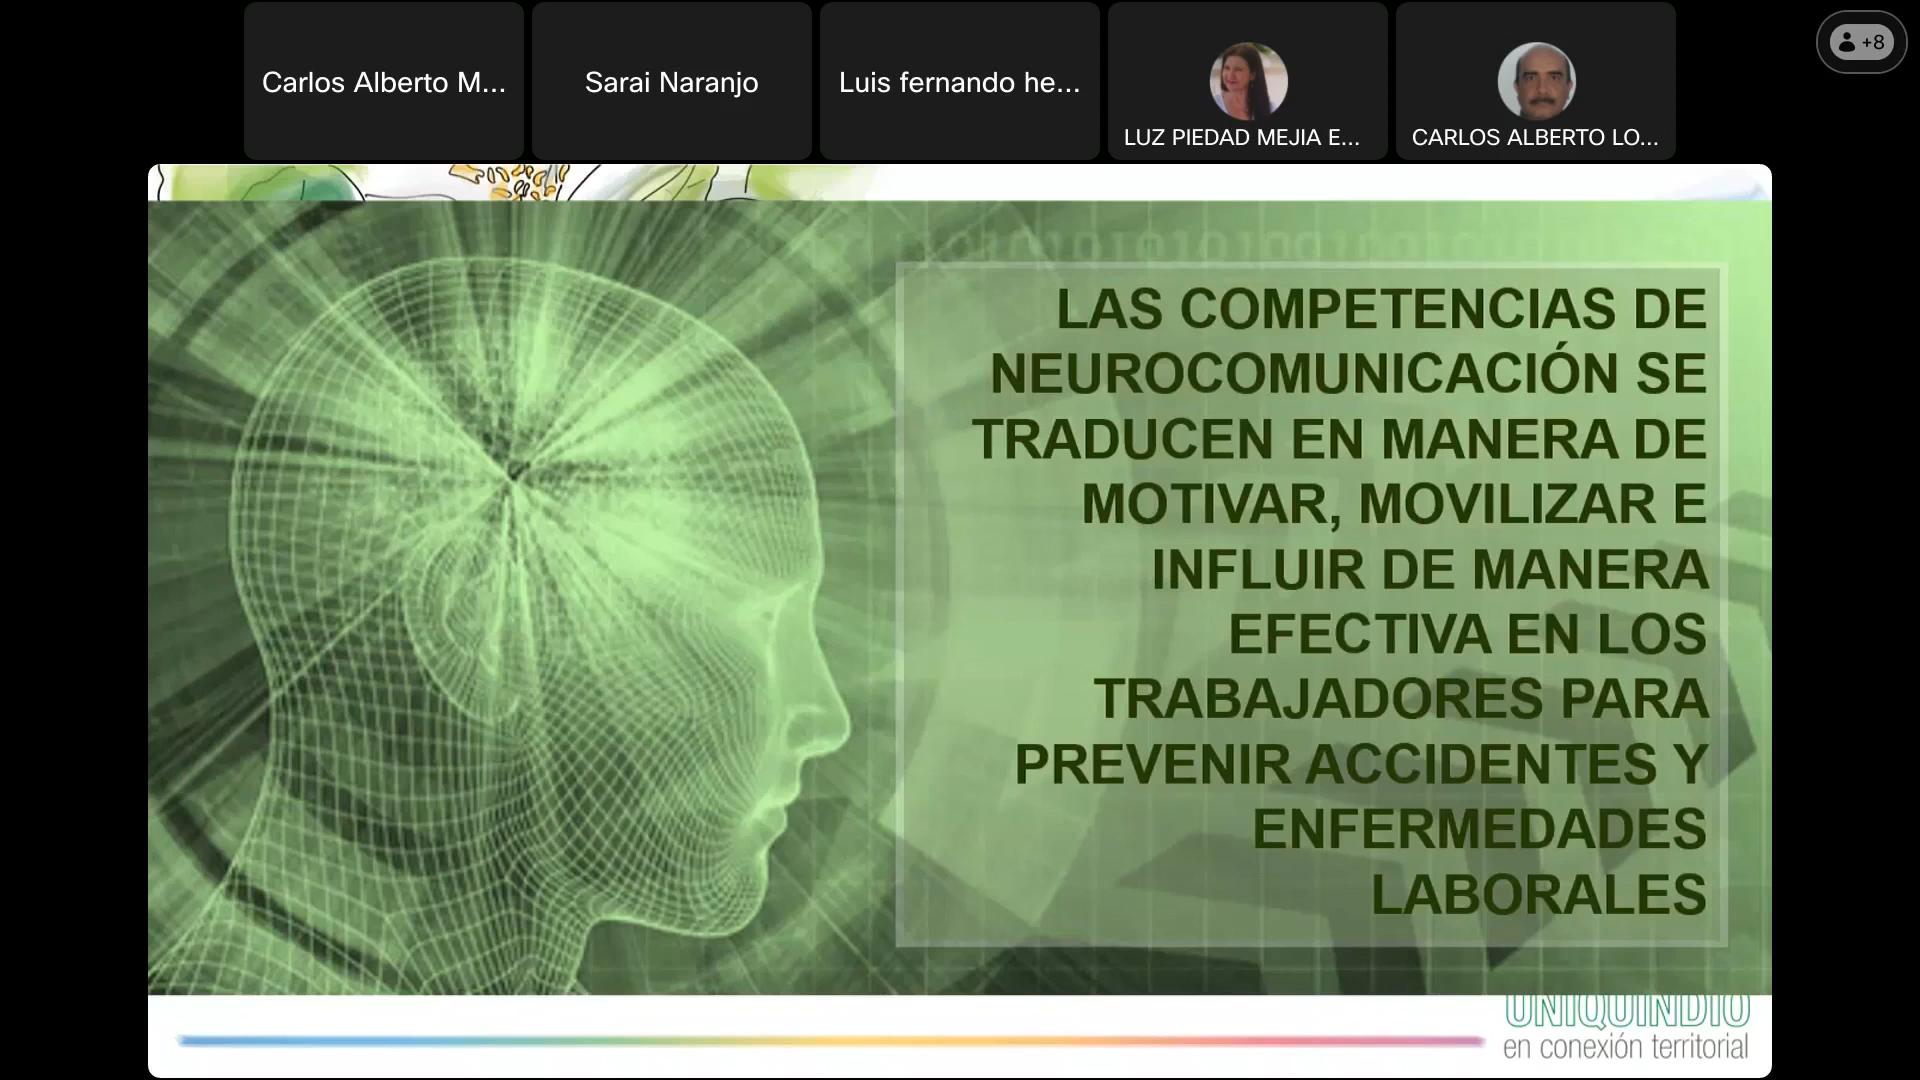 Carlos Alberto M...
Sarai Naranjo
Luis fernando he...
LUZ PIEDAD MEJIA E...
CARLOS ALBERTO LO...
+8
LAS COMPETENCIAS DE
NEUROCOMUNICACIÓN SE
TRADUCEN EN MANERA DE
MOTIVAR, MOVILIZAR E
INFLUIR DE MANERA
EFECTIVA EN LOS
TRABAJADORES PARA
PREVENIR ACCIDENTES Y
ENFERMEDADES
LABORALES
UNIQUINDIO
en conexión territorial